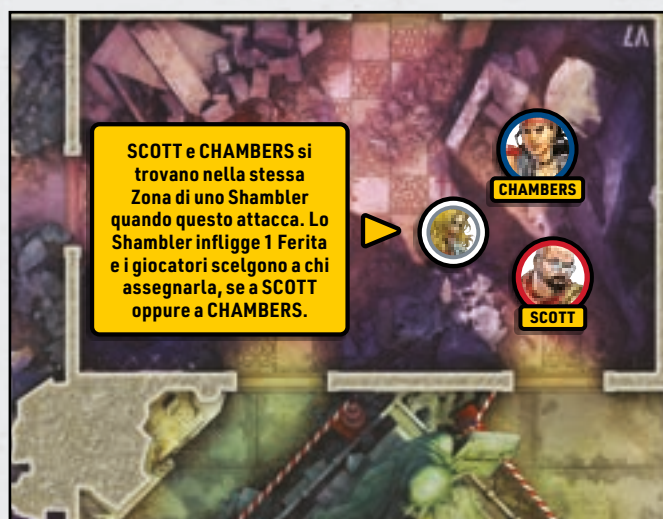 V7
SCOTT e CHAMBERS si
trovano nella stessa
Zona di uno Shambler
quando questo attacca. Lo
Shambler infligge 1 Ferita
e i giocatori scelgono a chi
assegnarla, se a SCOTT
oppure a CHAMBERS.
CHAMBERS
SCOTT